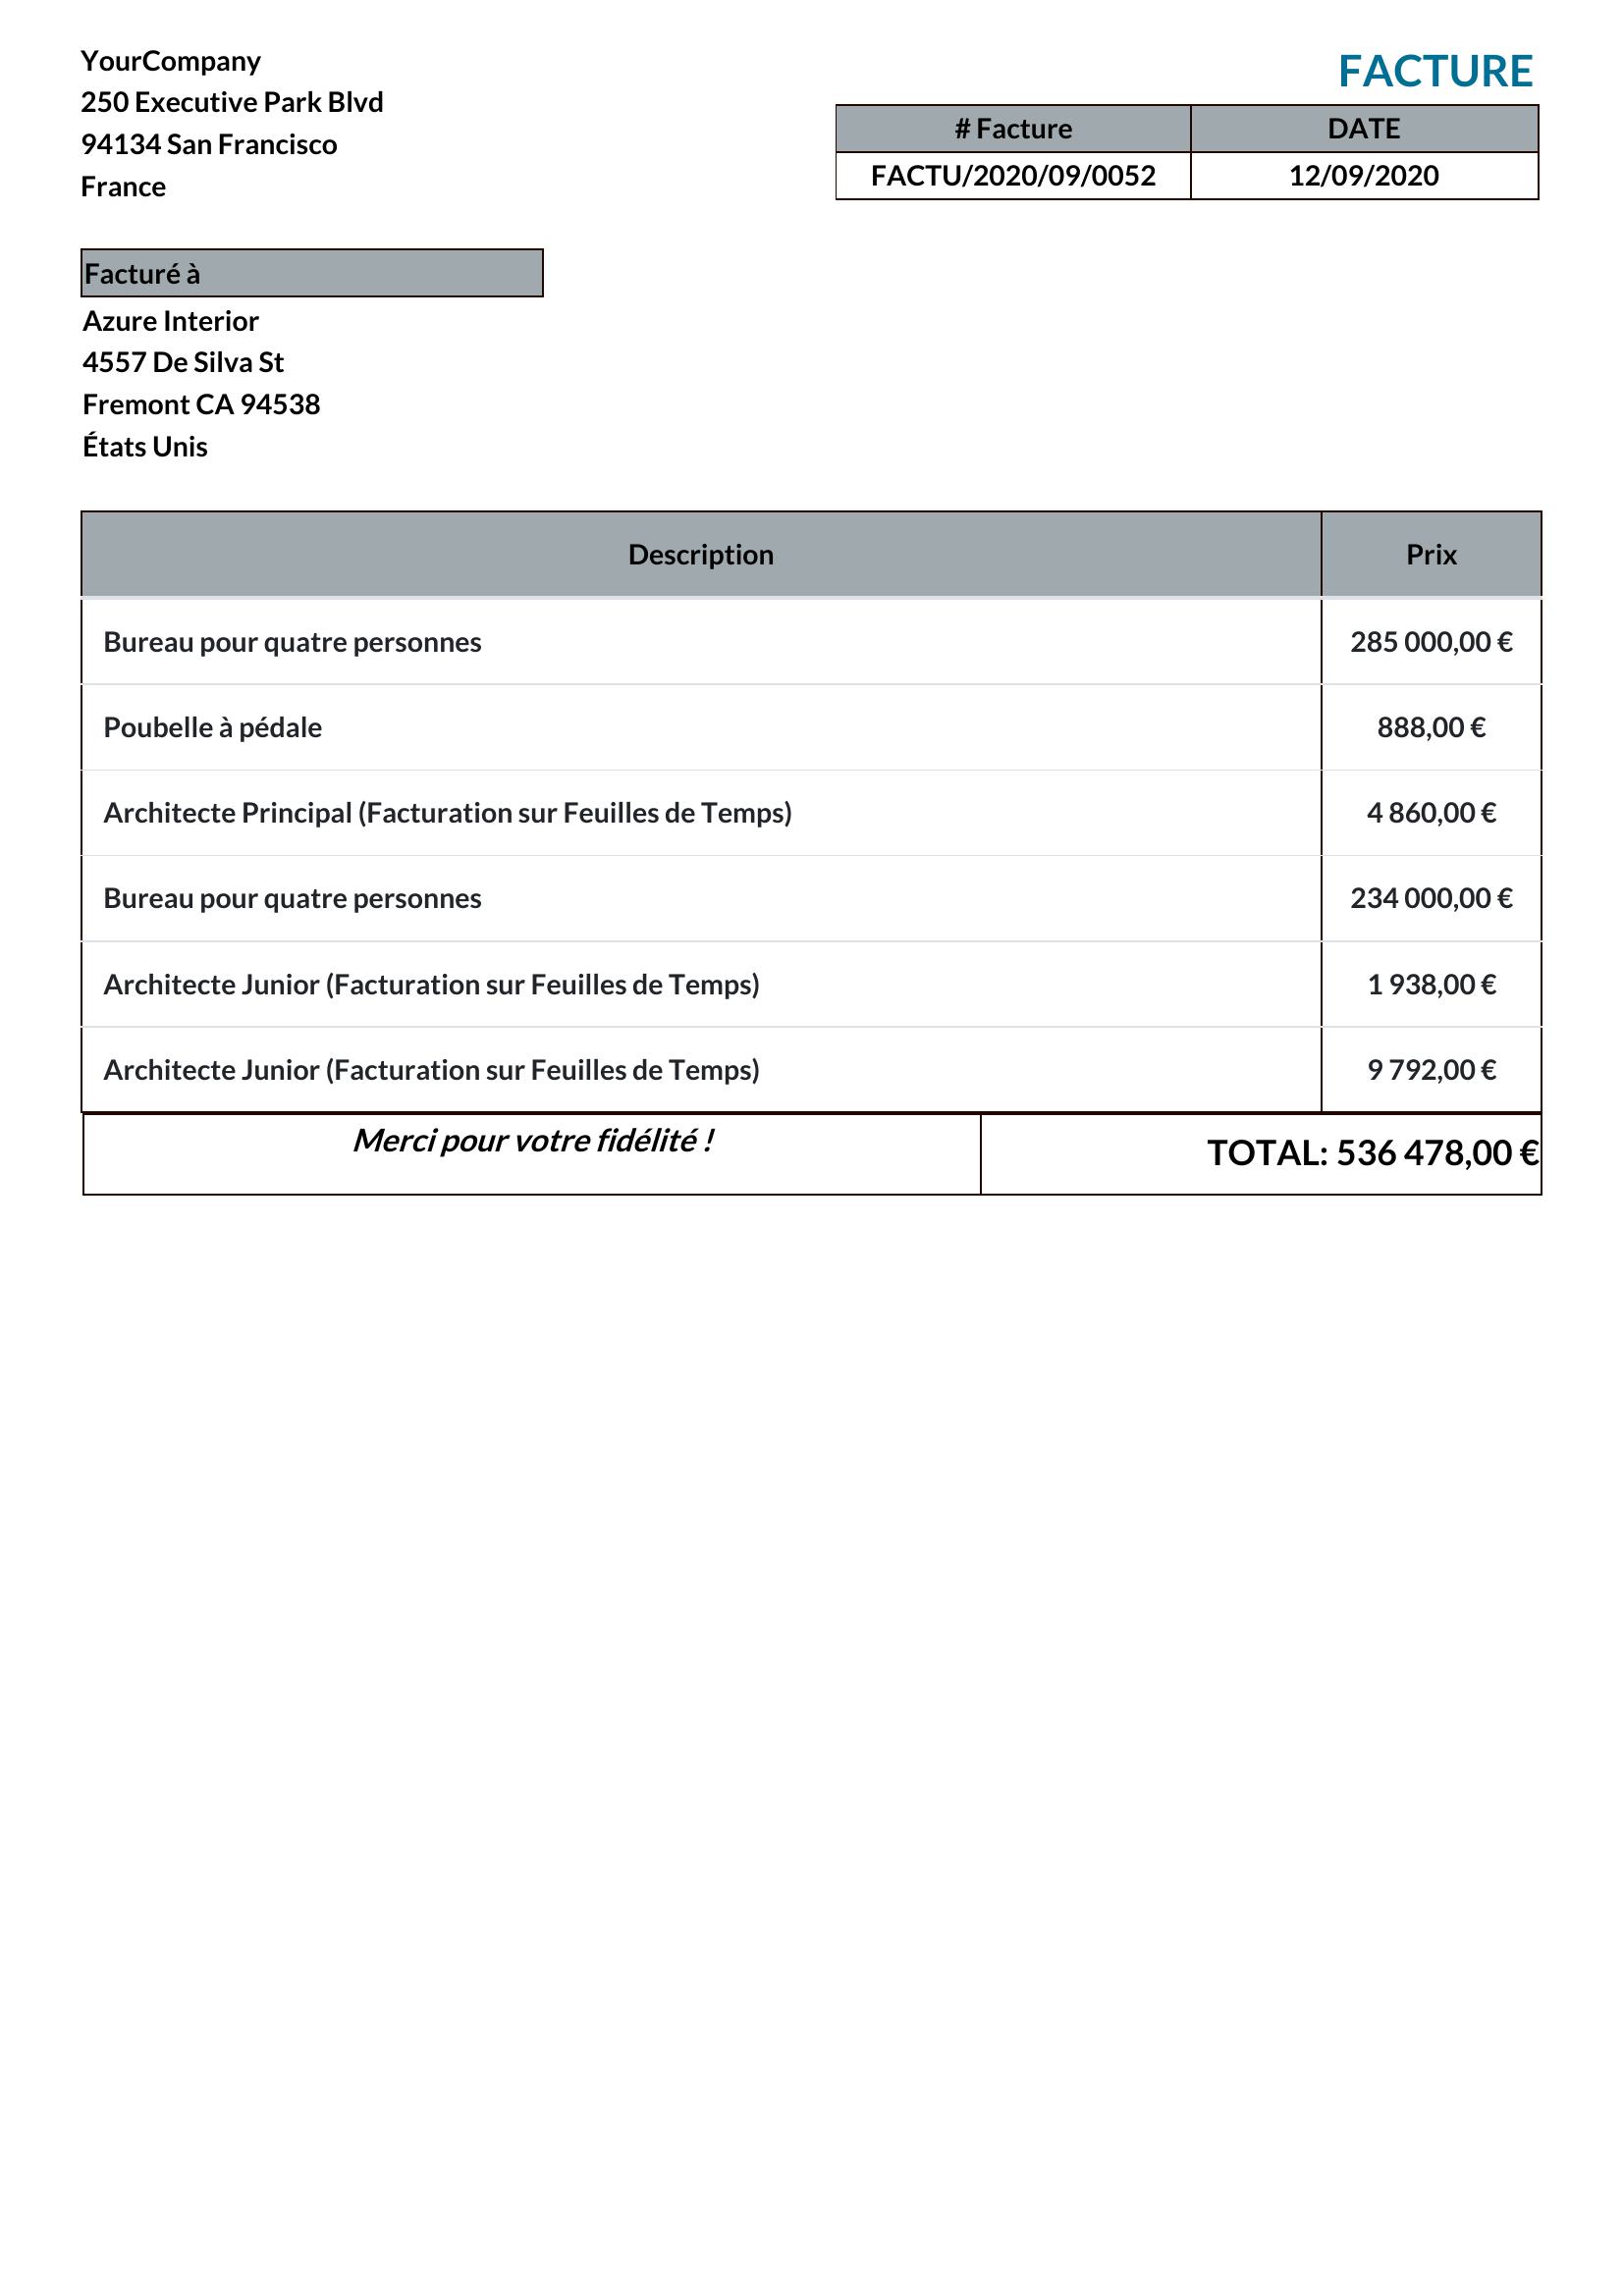 YourCompany
250 Executive Park Blvd
94134 San Francisco
France
FACTURE
# Facture DATE
FACTU/2020/09/0052 12/09/2020
Facturé à
Azure Interior
4557 De Silva St
Fremont CA 94538
États Unis
Description Prix
Bureau pour quatre personnes 285 000,00 €
Poubelle à pédale 888,00 €
Architecte Principal (Facturation sur Feuilles de Temps) 4 860,00 €
Bureau pour quatre personnes 234 000,00 €
Architecte Junior (Facturation sur Feuilles de Temps) 1 938,00 €
Architecte Junior (Facturation sur Feuilles de Temps) 9 792,00 €
Merci pour votre fidélité ! TOTAL: 536 478,00 €